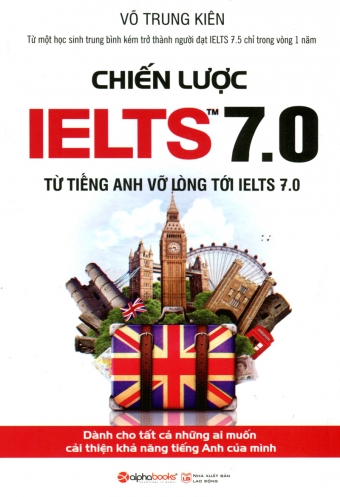 VÕ TRUNG KIÊN
Từ một học sinh trung bình kém trở thành người đạt IELTS 7.5 chỉ trong vòng 1 năm
CHIẾN LƯỢC
IELTS™ 7.0
TỪ TIẾNG ANH VỠ LÒNG TỚI IELTS 7.0
Dành cho tất cả những ai muốn
cải thiện khả năng tiếng Anh của mình
alphabooks
NHÀ XUẤT BẢN
LAO ĐỘNG